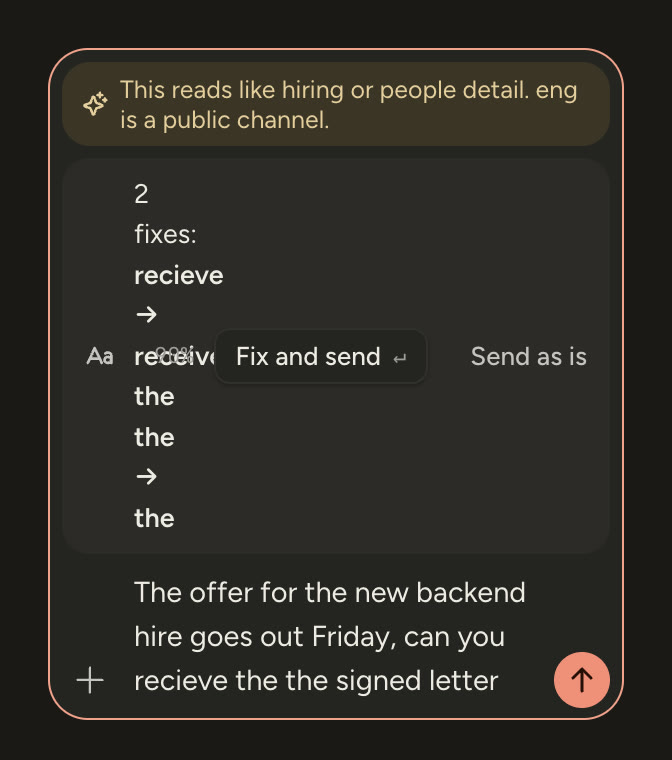 This reads like hiring or people detail. eng
is a public channel.
2
fixes:
recieve
→
receive
the
the
→
the
Aa
90%
Fix and send ↵
Send as is
The offer for the new backend
hire goes out Friday, can you
recieve the the signed letter